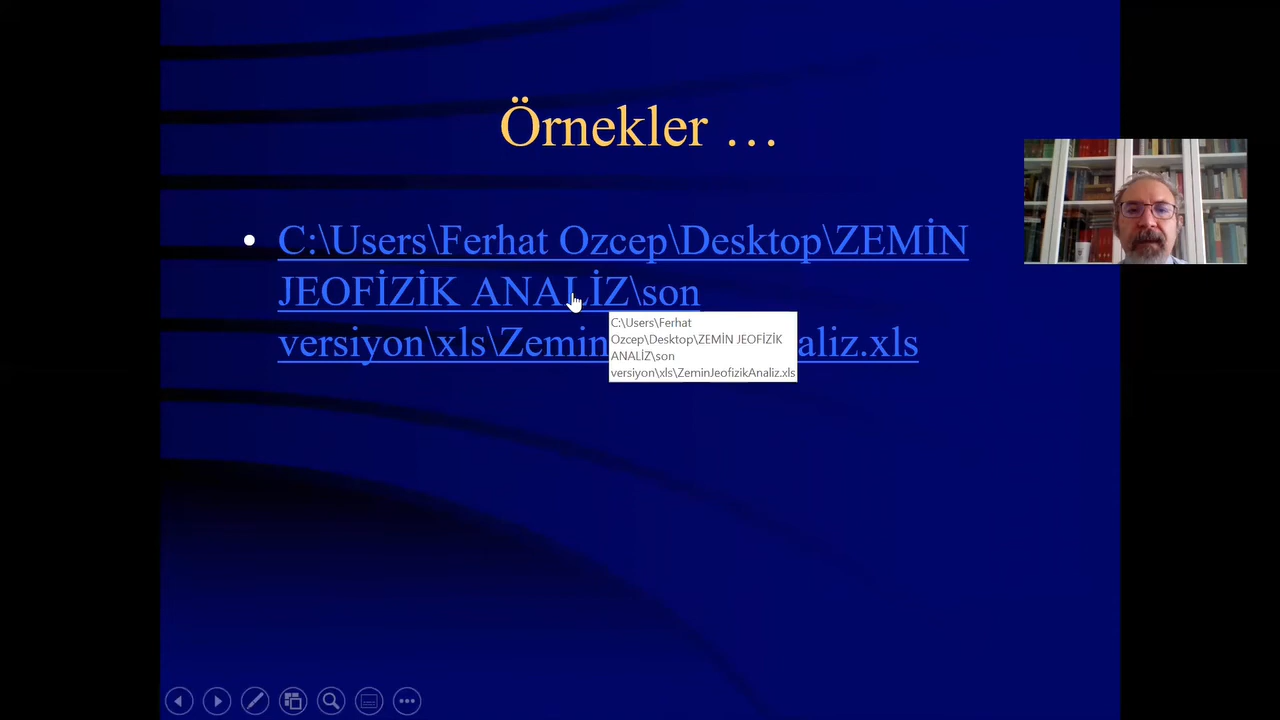 Örnekler …
• C:\Users\Ferhat Ozcep\Desktop\ZEMİN
JEOFİZİK ANALİZ\son
versiyon\xls\Zemin aliz.xls
C:\Users\Ferhat
Ozcep\Desktop\ZEMİN JEOFİZİK
ANALİZ\son
versiyon\xls\ZeminJeofizikAnaliz.xls